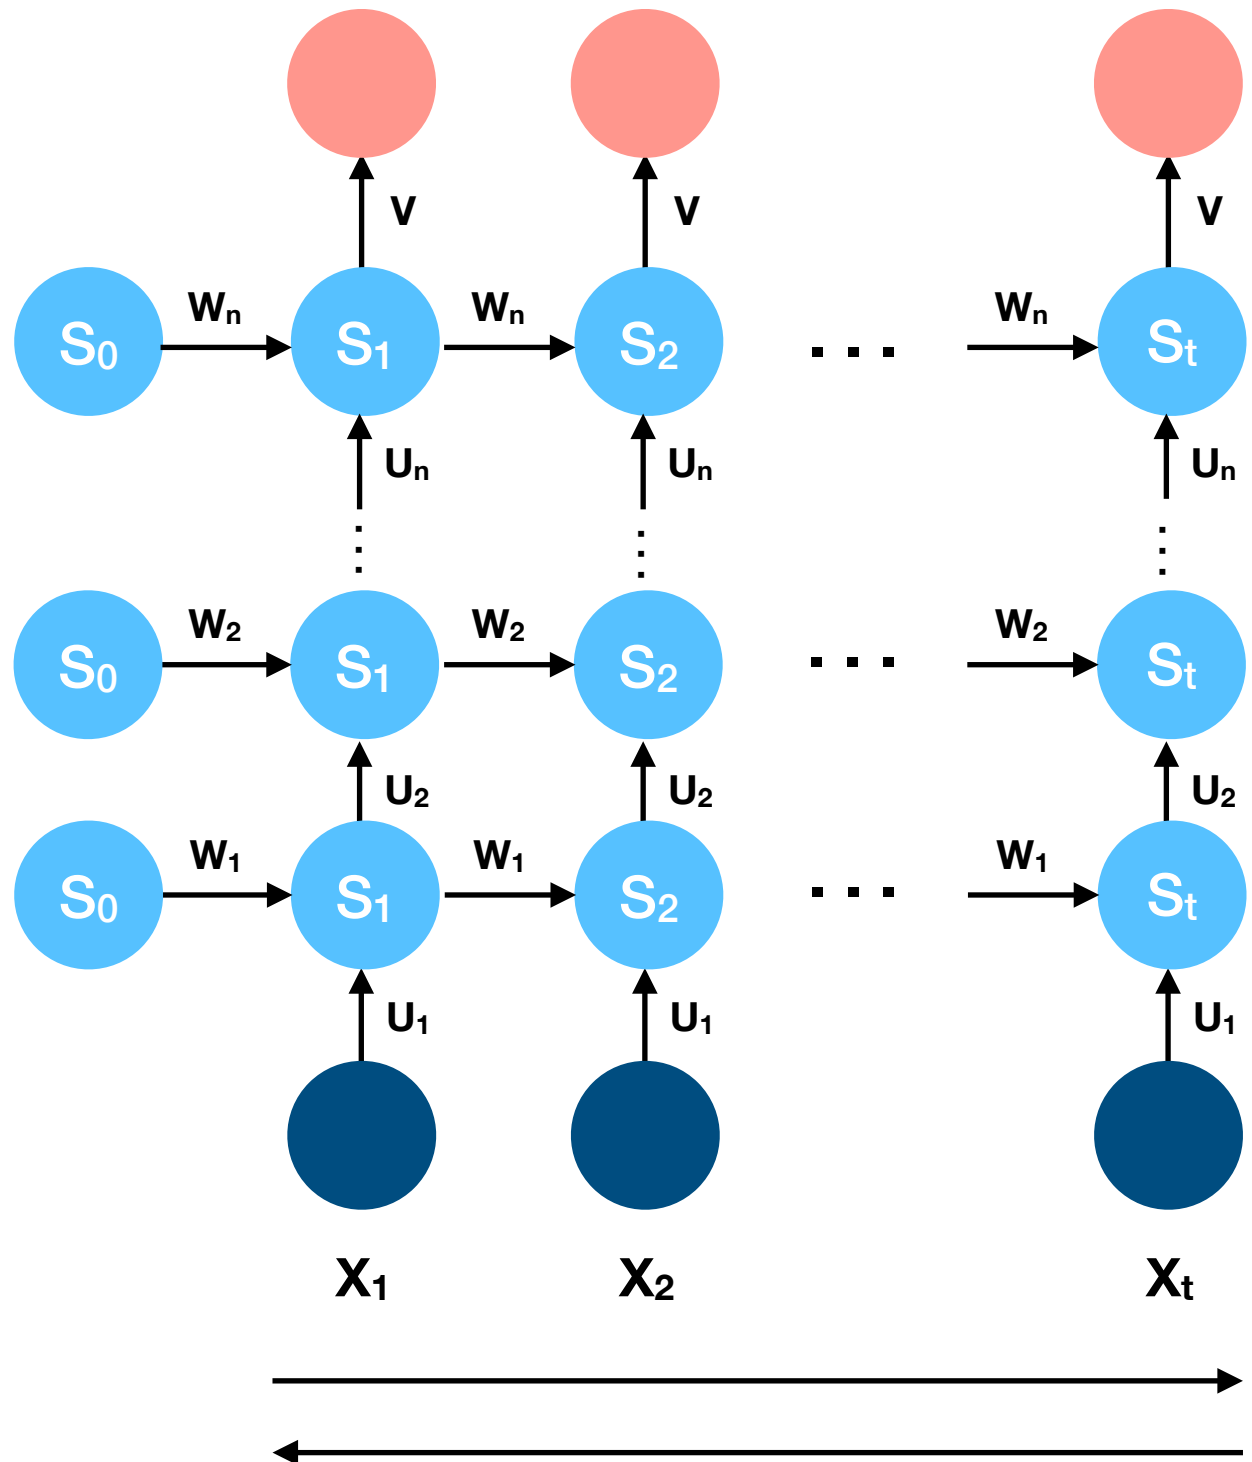 V V V
Wₙ Wₙ Wₙ
S₀ S₁ S₂ . . . Sₜ
Uₙ Uₙ Uₙ
W₂ W₂ W₂
S₀ S₁ S₂ . . . Sₜ
U₂ U₂ U₂
W₁ W₁ W₁
S₀ S₁ S₂ . . . Sₜ
U₁ U₁ U₁
X₁ X₂ Xₜ